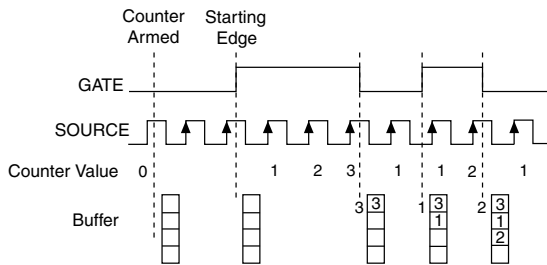 Counter Armed
Starting Edge
GATE
SOURCE
Counter Value 0 1 2 3 1 1 2 1
Buffer
3 3
1 3 1
2 3 1 2